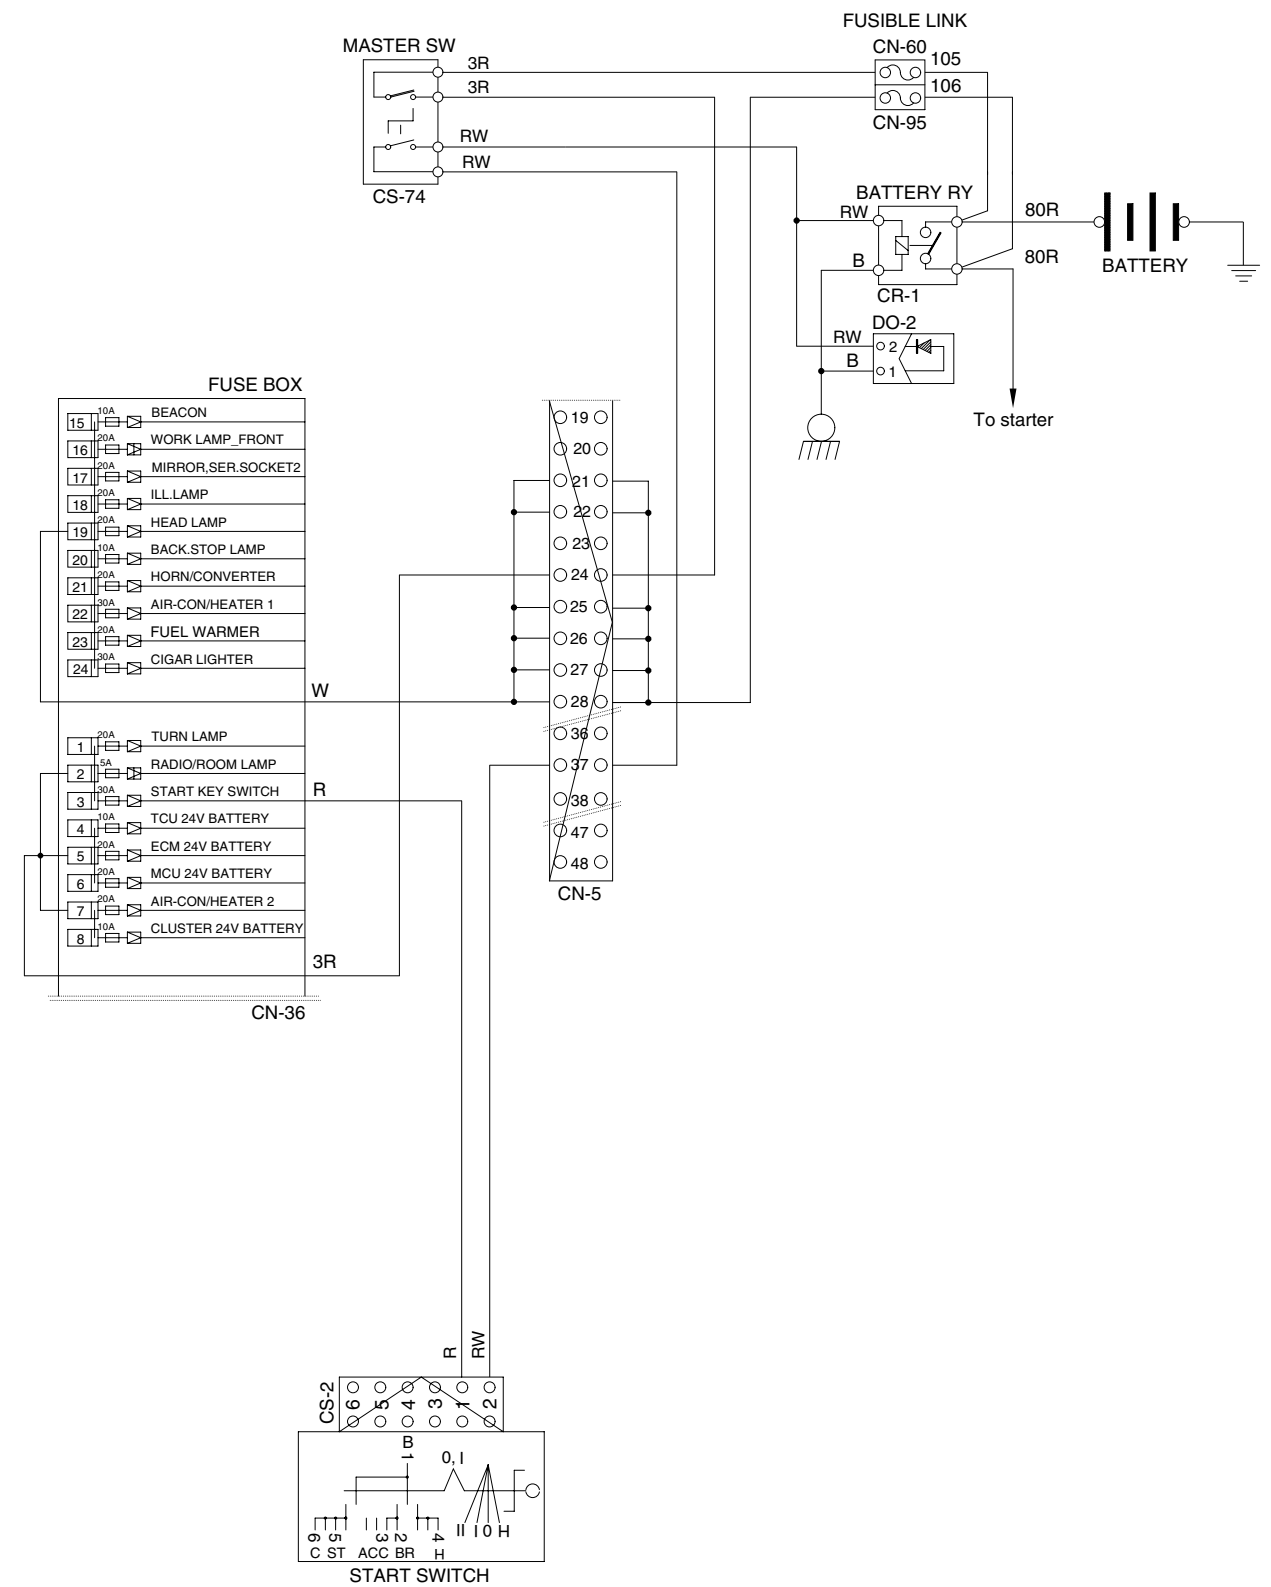 FUSIBLE LINK
MASTER SW
CN-60
3R
105
3R
106
CN-95
RW
RW
CS-74
BATTERY RY
RW
80R
B
80R
BATTERY
CR-1
DO-2
RW
2
B
1
To starter
FUSE BOX
15 10A BEACON
16 20A WORK LAMP_FRONT
17 20A MIRROR,SER.SOCKET2
18 20A ILL.LAMP
19 20A HEAD LAMP
20 10A BACK.STOP LAMP
21 20A HORN/CONVERTER
22 30A AIR-CON/HEATER 1
23 20A FUEL WARMER
24 30A CIGAR LIGHTER
W
1 20A TURN LAMP
2 5A RADIO/ROOM LAMP
3 30A START KEY SWITCH
R
4 10A TCU 24V BATTERY
5 20A ECM 24V BATTERY
6 20A MCU 24V BATTERY
7 20A AIR-CON/HEATER 2
8 10A CLUSTER 24V BATTERY
3R
CN-36
19
20
21
22
23
24
25
26
27
28
36
37
38
47
48
CN-5
R
RW
CS-2
6 5 4 3 1 2
B
1
0, I
II I 0 H
6 5 3 2 4
C ST ACC BR H
START SWITCH